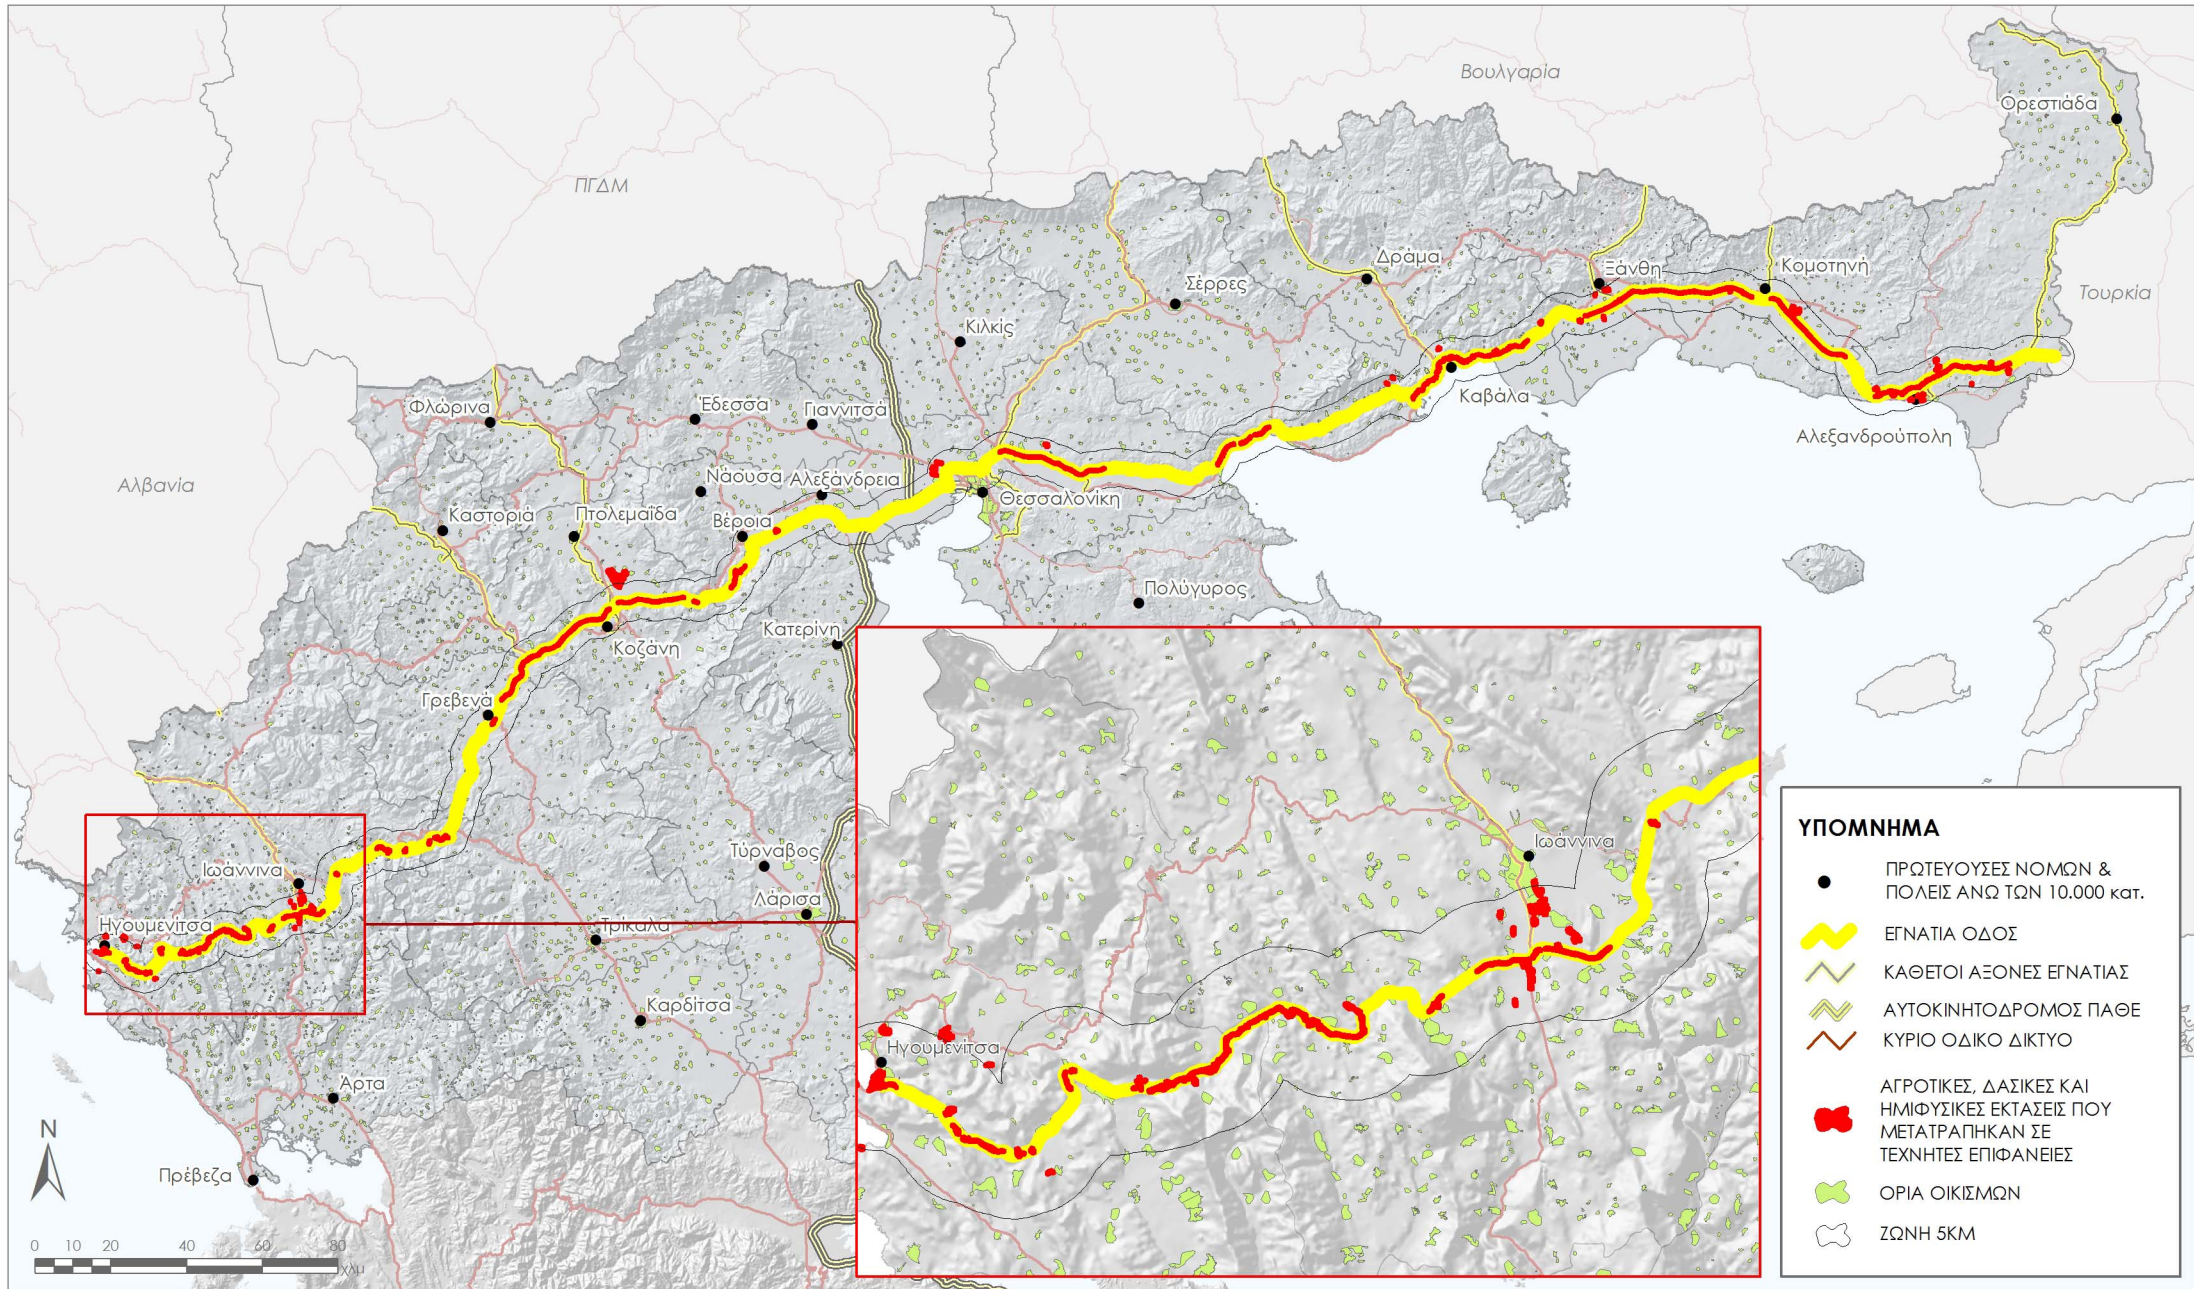 Βουλγαρία
Ορεστιάδα
ΠΓΔΜ
Δράμα
Ξάνθη
Κομοτηνή
Σέρρες
Τουρκία
Κιλκίς
Καβάλα
Φλώρινα
Έδεσσα
Γιαννιτσά
Αλεξανδρούπολη
Αλβανία
Νάουσα
Αλεξάνδρεια
Θεσσαλονίκη
Καστοριά
Πτολεμαΐδα
Βέροια
Πολύγυρος
Κατερίνη
Κοζάνη
Γρεβενά
Ιωάννινα
Τύρναβος
Ιωάννινα
Λάρισα
Ηγουμενίτσα
Τρίκαλα
Καρδίτσα
Ηγουμενίτσα
Άρτα
Πρέβεζα
N
0 10 20 40 60 80
χλμ
ΥΠΟΜΝΗΜΑ
ΠΡΩΤΕΥΟΥΣΕΣ ΝΟΜΩΝ &
ΠΟΛΕΙΣ ΑΝΩ ΤΩΝ 10.000 κατ.
ΕΓΝΑΤΙΑ ΟΔΟΣ
ΚΑΘΕΤΟΙ ΑΞΟΝΕΣ ΕΓΝΑΤΙΑΣ
ΑΥΤΟΚΙΝΗΤΟΔΡΟΜΟΣ ΠΑΘΕ
ΚΥΡΙΟ ΟΔΙΚΟ ΔΙΚΤΥΟ
ΑΓΡΟΤΙΚΕΣ, ΔΑΣΙΚΕΣ ΚΑΙ
ΗΜΙΦΥΣΙΚΕΣ ΕΚΤΑΣΕΙΣ ΠΟΥ
ΜΕΤΑΤΡΑΠΗΚΑΝ ΣΕ
ΤΕΧΝΗΤΕΣ ΕΠΙΦΑΝΕΙΕΣ
ΟΡΙΑ ΟΙΚΙΣΜΩΝ
ΖΩΝΗ 5ΚΜ